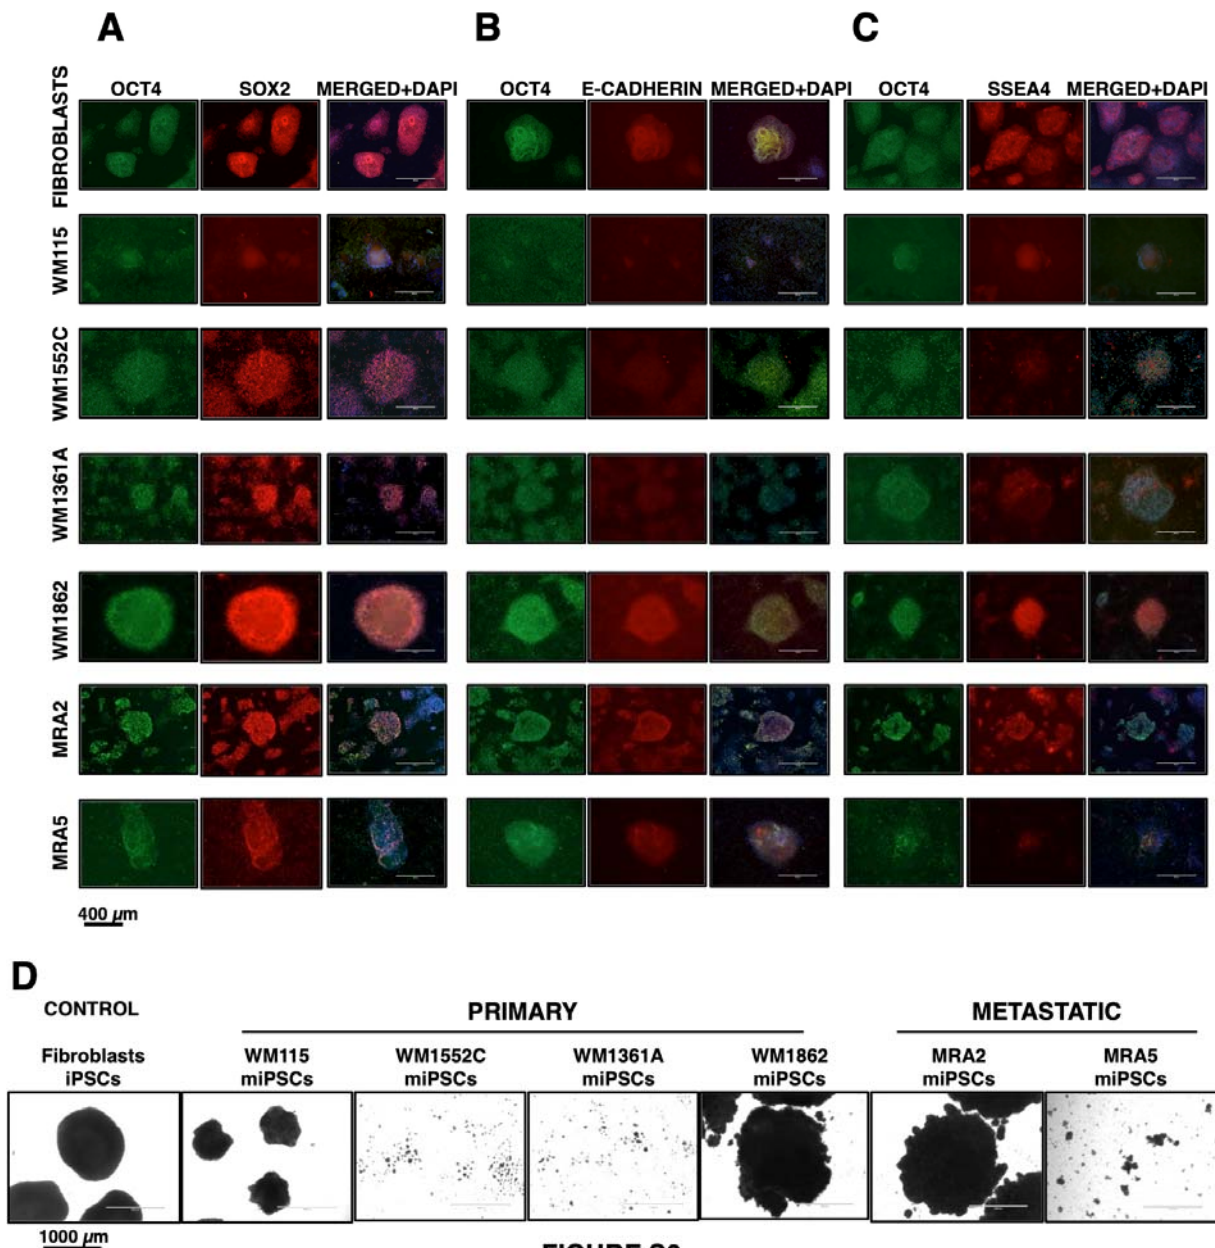 A B C
OCT4 SOX2 MERGED+DAPI OCT4 E-CADHERIN MERGED+DAPI OCT4 SSEA4 MERGED+DAPI
FIBROBLASTS
WM115
WM1552C
WM1361A
WM1862
MRA2
MRA5
400 µm
D
CONTROL PRIMARY METASTATIC
Fibroblasts WM115 WM1552C WM1361A WM1862 MRA2 MRA5
iPSCs miPSCs miPSCs miPSCs miPSCs miPSCs miPSCs
1000 µm